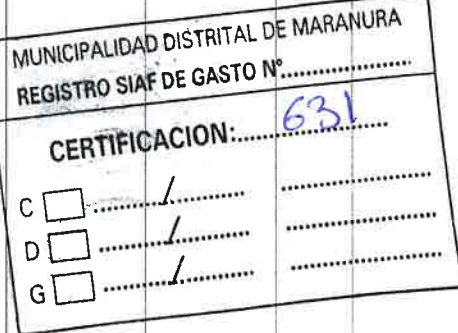 MUNICIPALIDAD DISTRITAL DE MARANURA
REGISTRO SIAF DE GASTO N°....................
CERTIFICACION:.......631.......
C ☐ ........./......... ....................
D ☐ ........./......... ....................
G ☐ ........./......... ....................